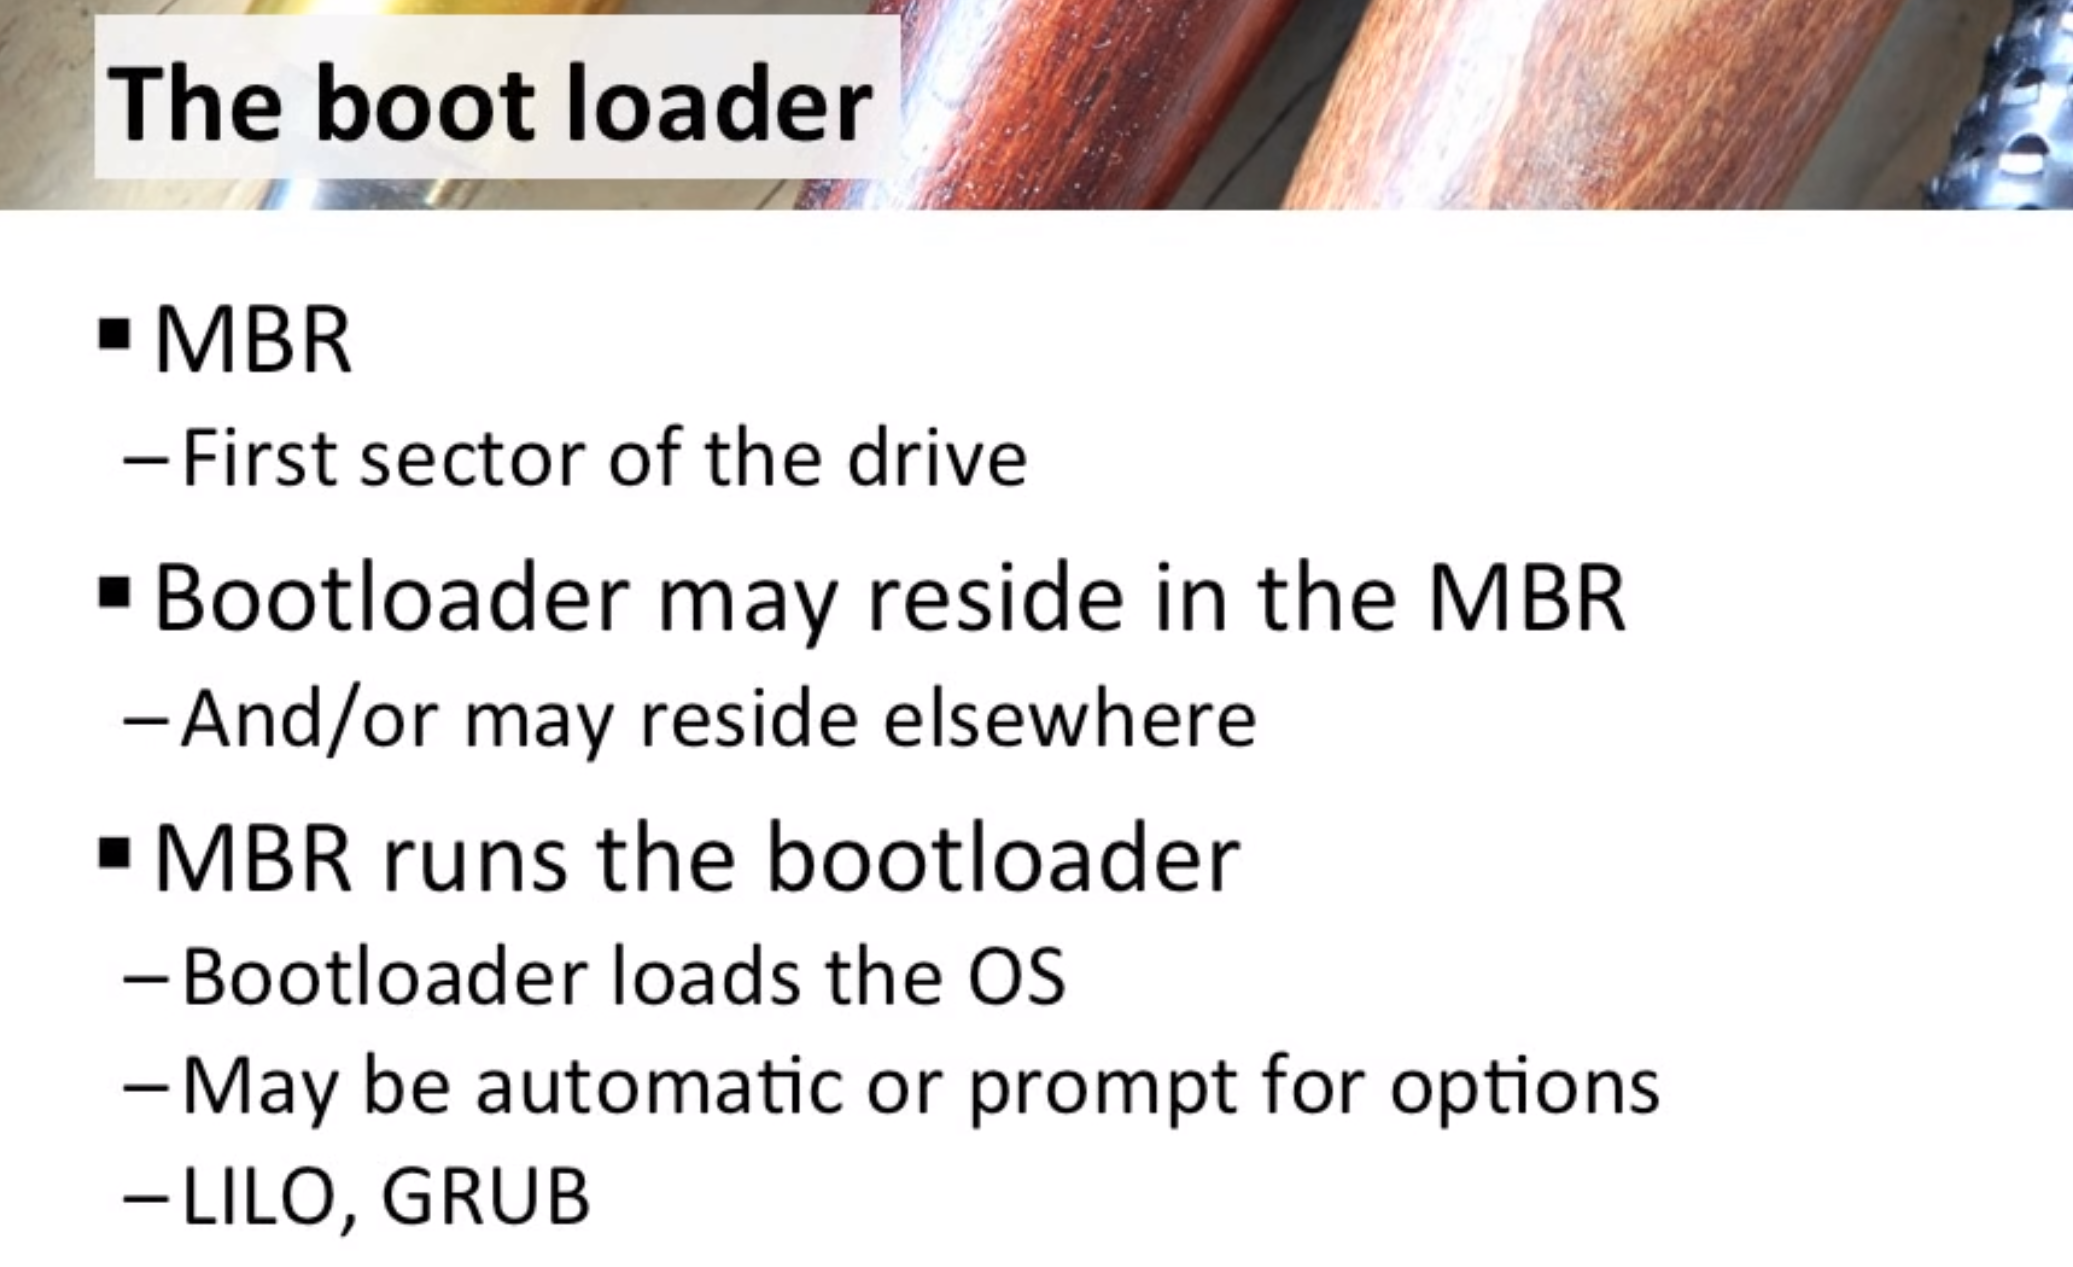 The boot loader
▪ MBR
– First sector of the drive
▪ Bootloader may reside in the MBR
– And/or may reside elsewhere
▪ MBR runs the bootloader
– Bootloader loads the OS
– May be automatic or prompt for options
– LILO, GRUB